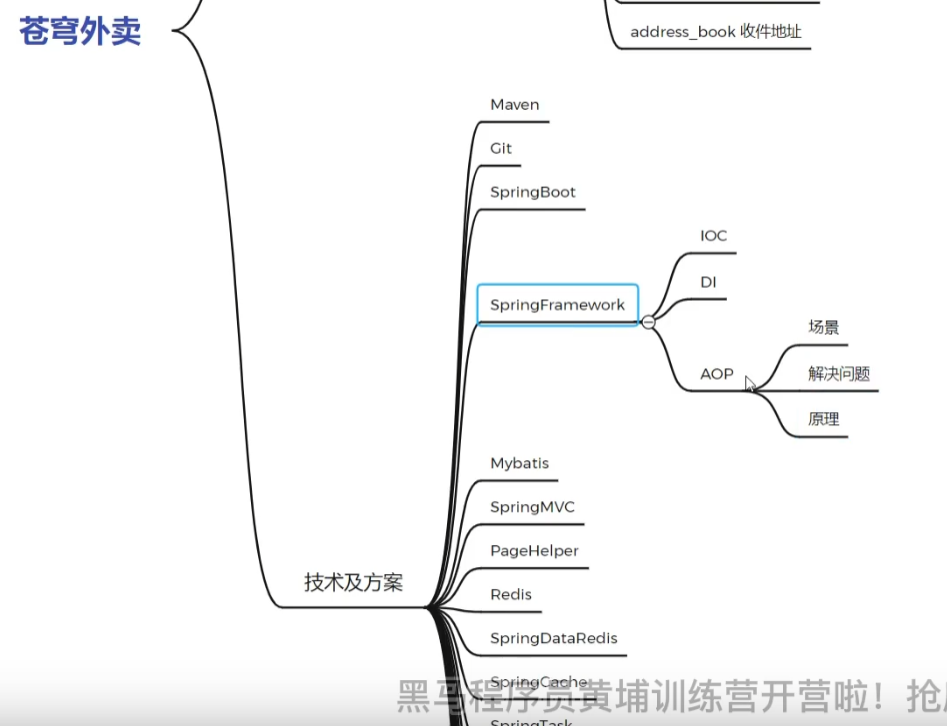 苍穹外卖
address_book 收件地址
Maven
Git
SpringBoot
IOC
DI
SpringFramework
场景
AOP
解决问题
原理
Mybatis
SpringMVC
PageHelper
技术及方案
Redis
SpringDataRedis
SpringCache
黑马程序员黄埔训练营开营啦！抢
SpringTask